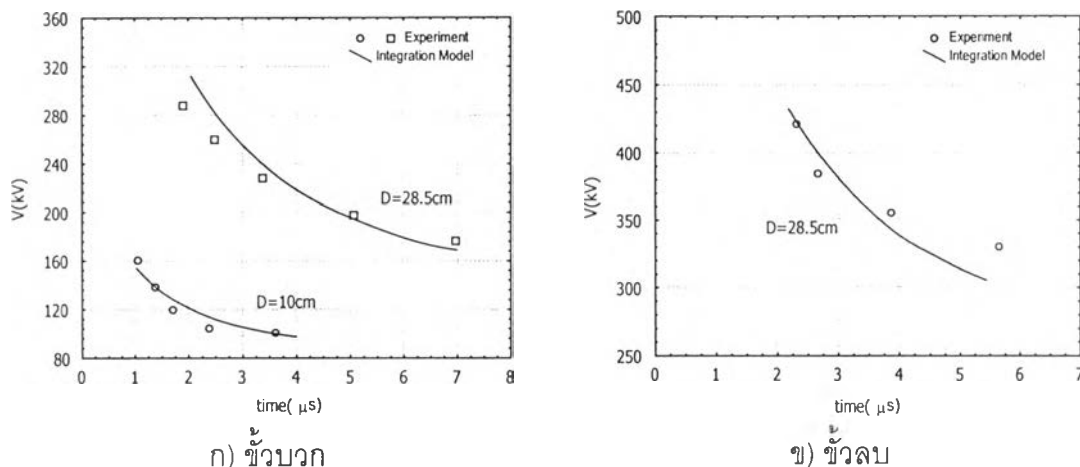 360
320
280
240
200
160
120
80
V(kV)
0 1 2 3 4 5 6 7 8
time( μs)
Experiment
Integration Model
D=28.5cm
D=10cm
ก) ขั้วบวก
500
450
400
350
300
250
V(kV)
0 1 2 3 4 5 6 7
time( μs)
Experiment
Integration Model
D=28.5cm
ข) ขั้วลบ